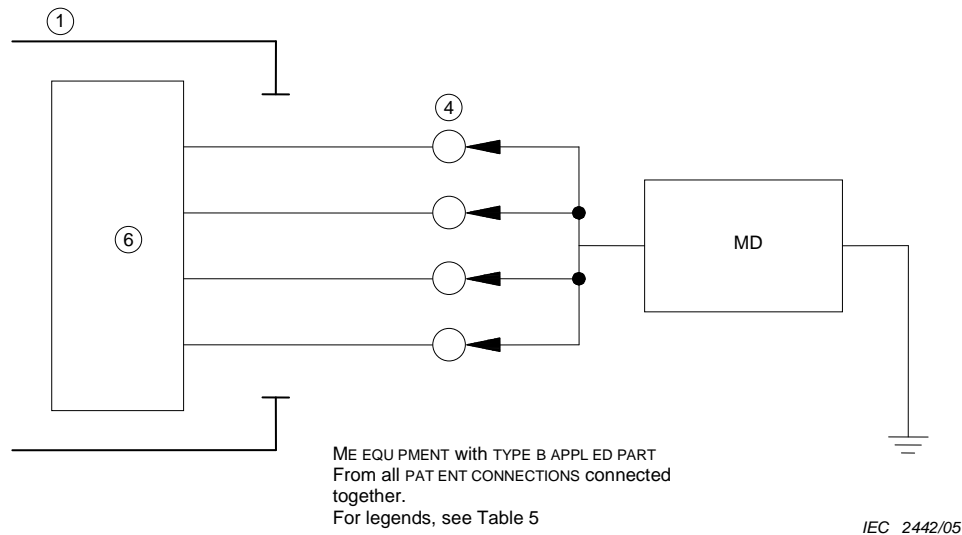 1
4
6
MD
ME EQU PMENT with TYPE B APPL ED PART
From all PAT ENT CONNECTIONS connected
together.
For legends, see Table 5
IEC 2442/05